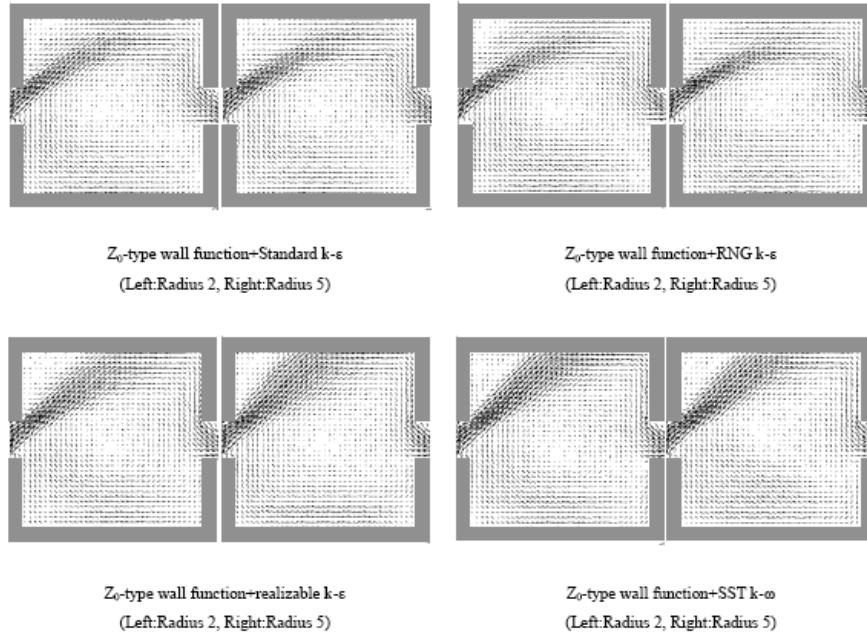 Z₀-type wall function+Standard k-ε
(Left:Radius 2, Right:Radius 5)
Z₀-type wall function+RNG k-ε
(Left:Radius 2, Right:Radius 5)
Z₀-type wall function+realizable k-ε
(Left:Radius 2, Right:Radius 5)
Z₀-type wall function+SST k-ω
(Left:Radius 2, Right:Radius 5)